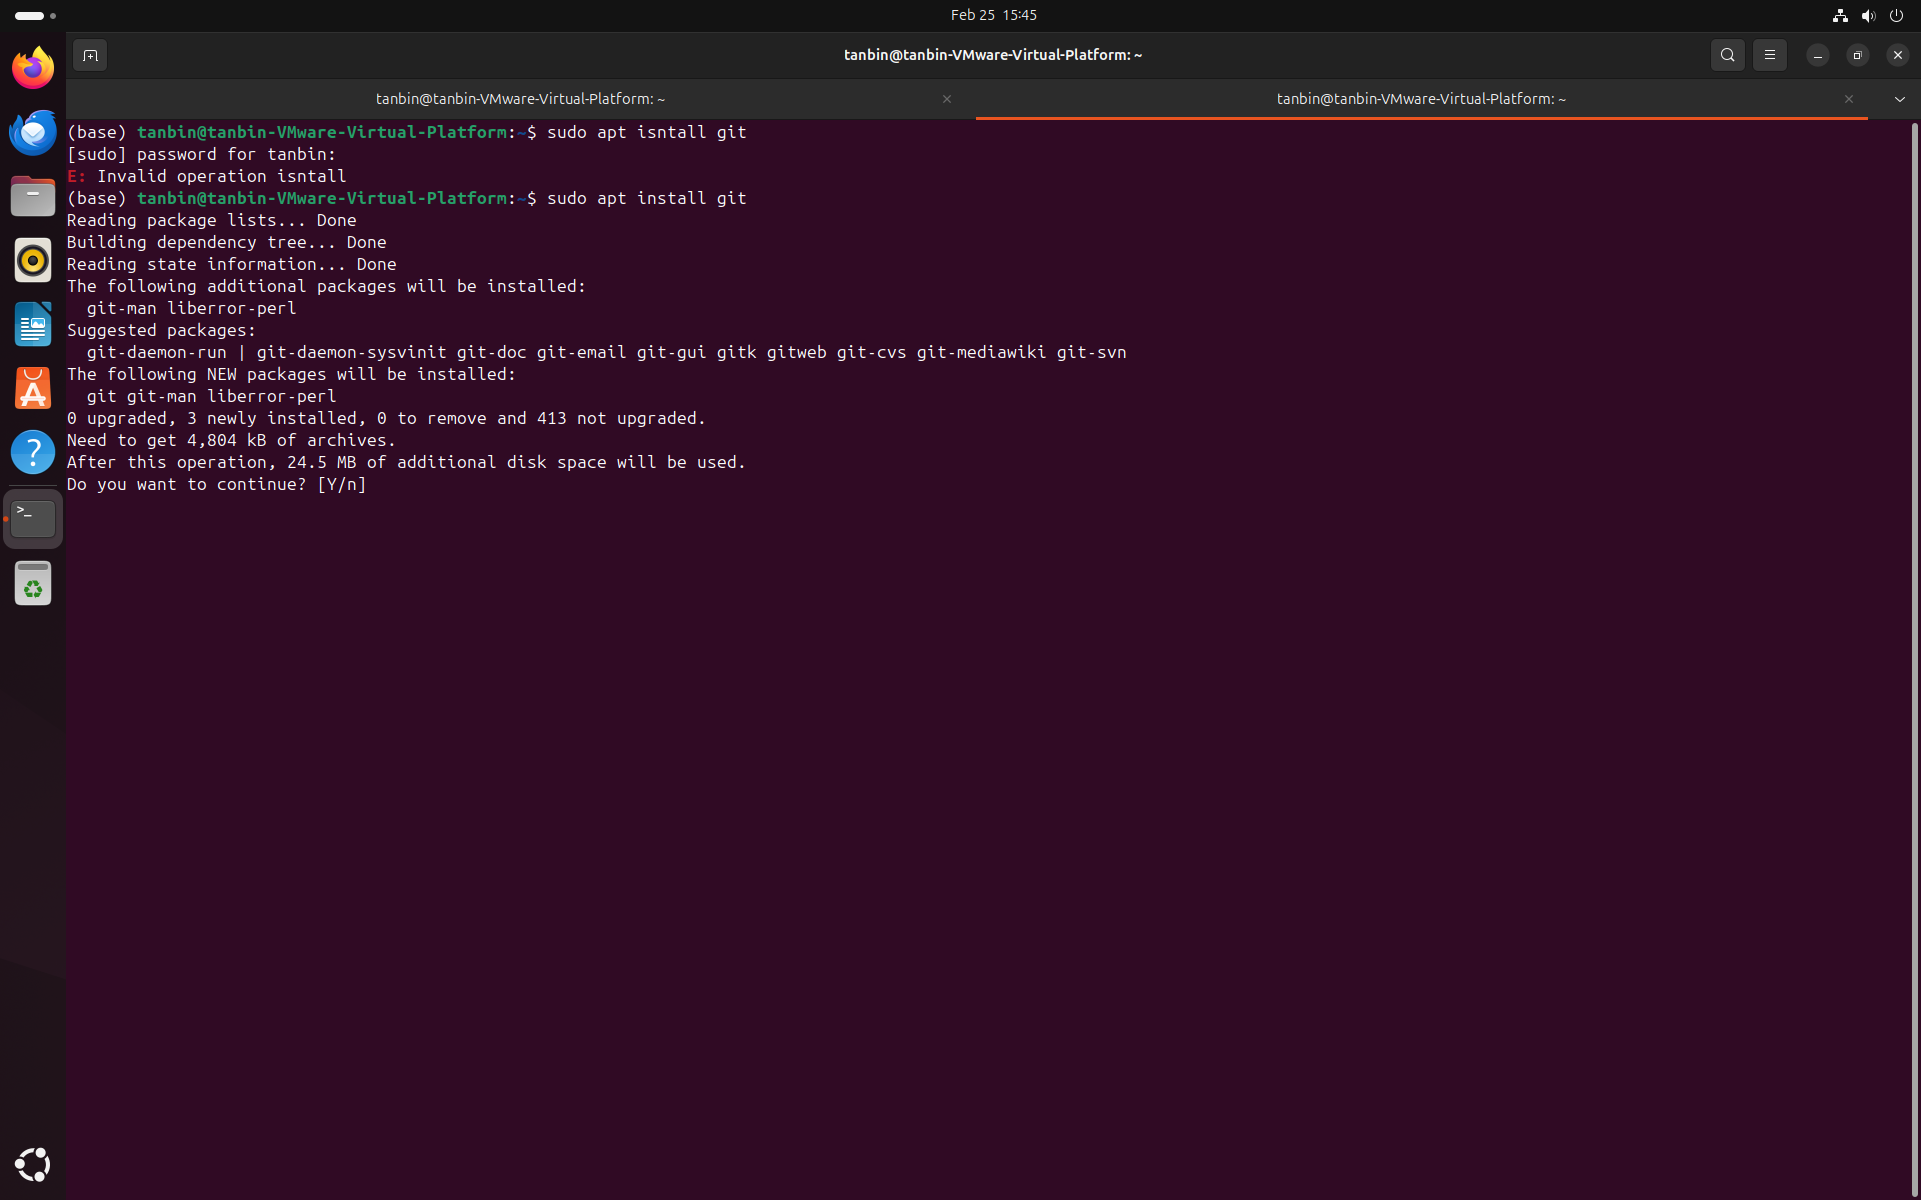 Feb 25 15:45
tanbin@tanbin-VMware-Virtual-Platform: ~
tanbin@tanbin-VMware-Virtual-Platform: ~
tanbin@tanbin-VMware-Virtual-Platform: ~
(base) tanbin@tanbin-VMware-Virtual-Platform:~$ sudo apt isntall git
[sudo] password for tanbin:
E: Invalid operation isntall
(base) tanbin@tanbin-VMware-Virtual-Platform:~$ sudo apt install git
Reading package lists... Done
Building dependency tree... Done
Reading state information... Done
The following additional packages will be installed:
  git-man liberror-perl
Suggested packages:
  git-daemon-run | git-daemon-sysvinit git-doc git-email git-gui gitk gitweb git-cvs git-mediawiki git-svn
The following NEW packages will be installed:
  git git-man liberror-perl
0 upgraded, 3 newly installed, 0 to remove and 413 not upgraded.
Need to get 4,804 kB of archives.
After this operation, 24.5 MB of additional disk space will be used.
Do you want to continue? [Y/n]